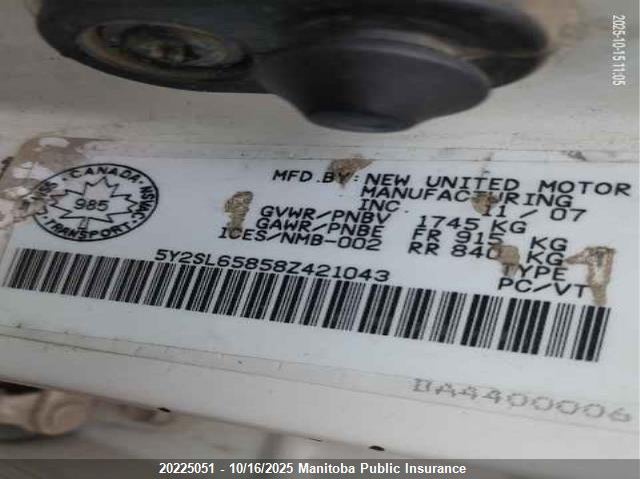 2025-10-15 11:05
CANADA
985
TRANSPORT
MFD.BY: NEW UNITED MOTOR
MANUFACTURING
INC 11/07
GVWR/PNBV 1745 KG
GAWR/PNBE FR 915 KG
ICES/NMB-002 RR 840 KG
5Y2SL65858Z421043 TYPE
PC/VT
DA4400006
20225051 - 10/16/2025 Manitoba Public Insurance